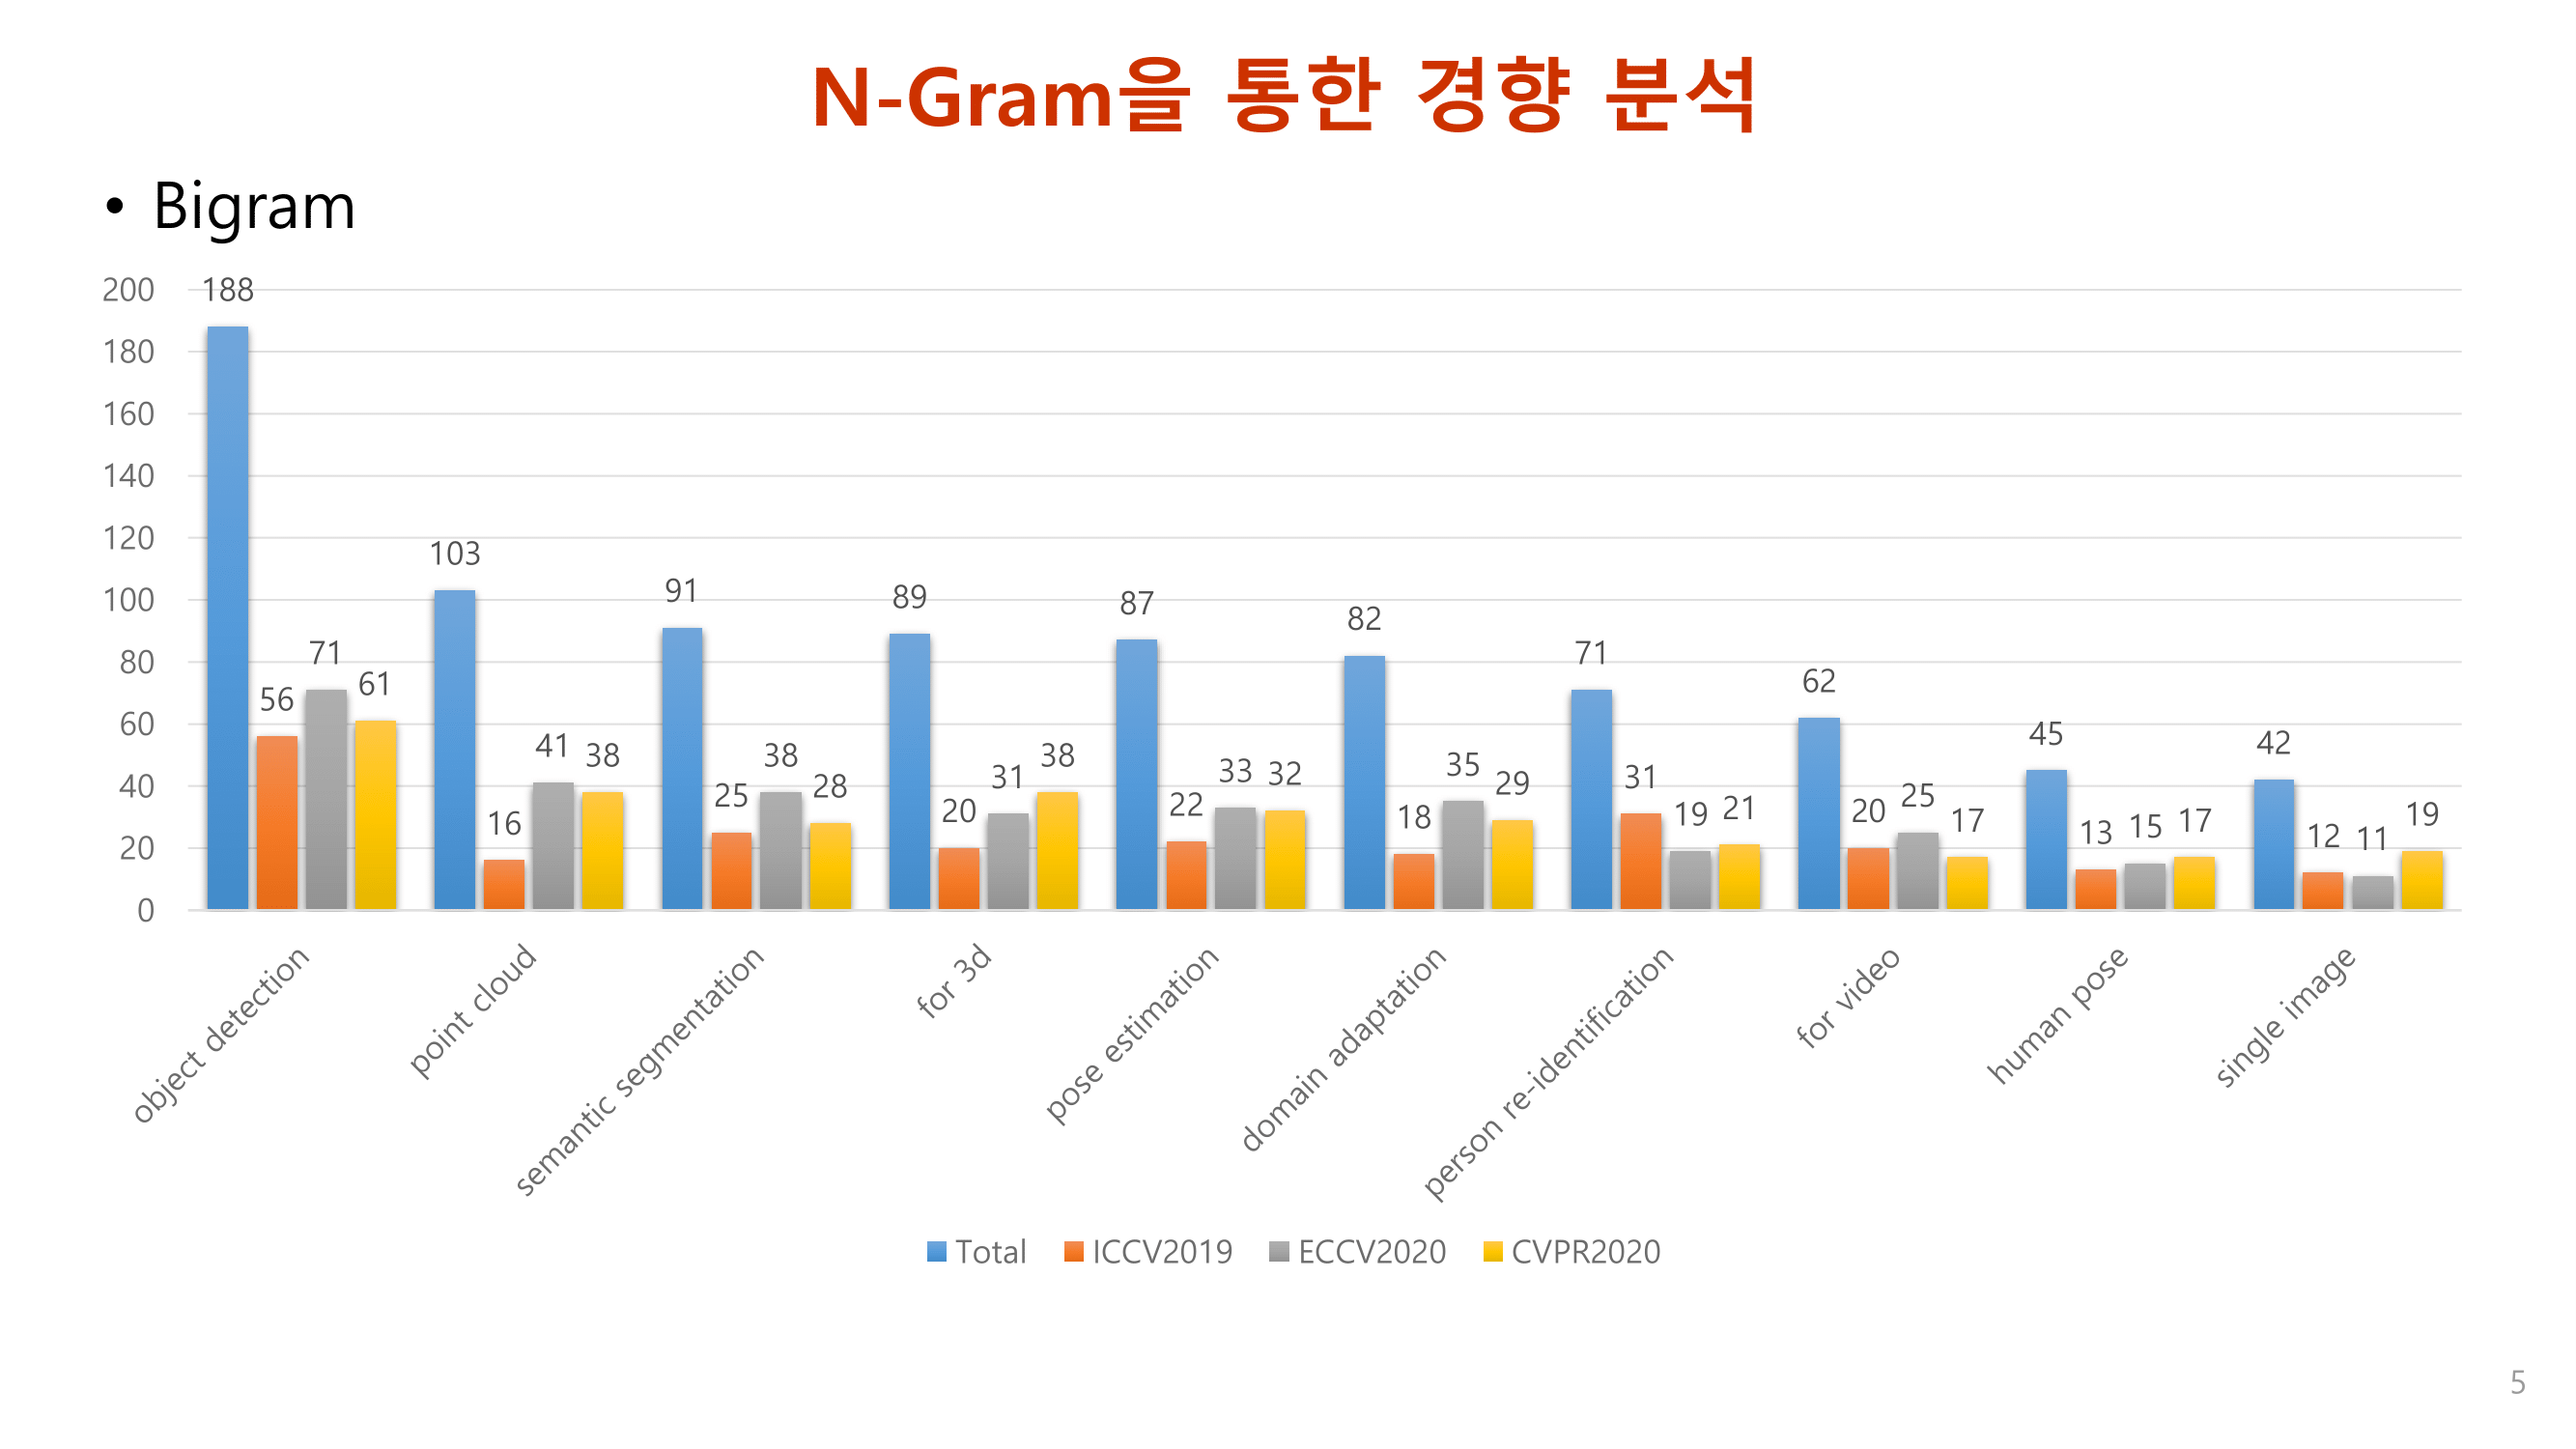 N-Gram을 통한 경향 분석
• Bigram
200
180
160
140
120
100
80
60
40
20
0
188 56 71 61
103 16 41 38
91 25 38 28
89 20 31 38
87 22 33 32
82 18 35 29
71 31 19 21
62 20 25 17
45 13 15 17
42 12 11 19
object detection
point cloud
semantic segmentation
for 3d
pose estimation
domain adaptation
person re-identification
for video
human pose
single image
Total ICCV2019 ECCV2020 CVPR2020
5